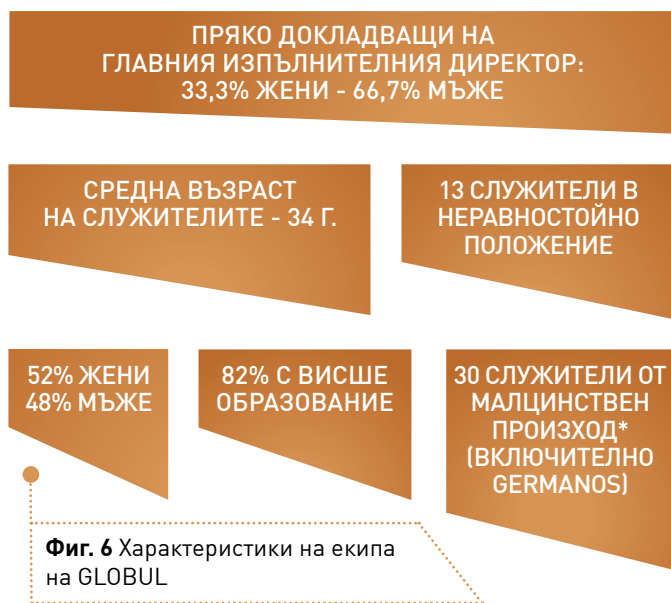 ПРЯКО ДОКЛАДВАЩИ НА
ГЛАВНИЯ ИЗПЪЛНИТЕЛНИЯ ДИРЕКТОР:
33,3% ЖЕНИ - 66,7% МЪЖЕ
СРЕДНА ВЪЗРАСТ
НА СЛУЖИТЕЛИТЕ - 34 Г.
13 СЛУЖИТЕЛИ В
НЕРАВНОСТОЙНО
ПОЛОЖЕНИЕ
52% ЖЕНИ
48% МЪЖЕ
82% С ВИСШЕ
ОБРАЗОВАНИЕ
30 СЛУЖИТЕЛИ ОТ
МАЛЦИНСТВЕН
ПРОИЗХОД*
(ВКЛЮЧИТЕЛНО
GERMANOS)
Фиг. 6 Характеристики на екипа
на GLOBUL